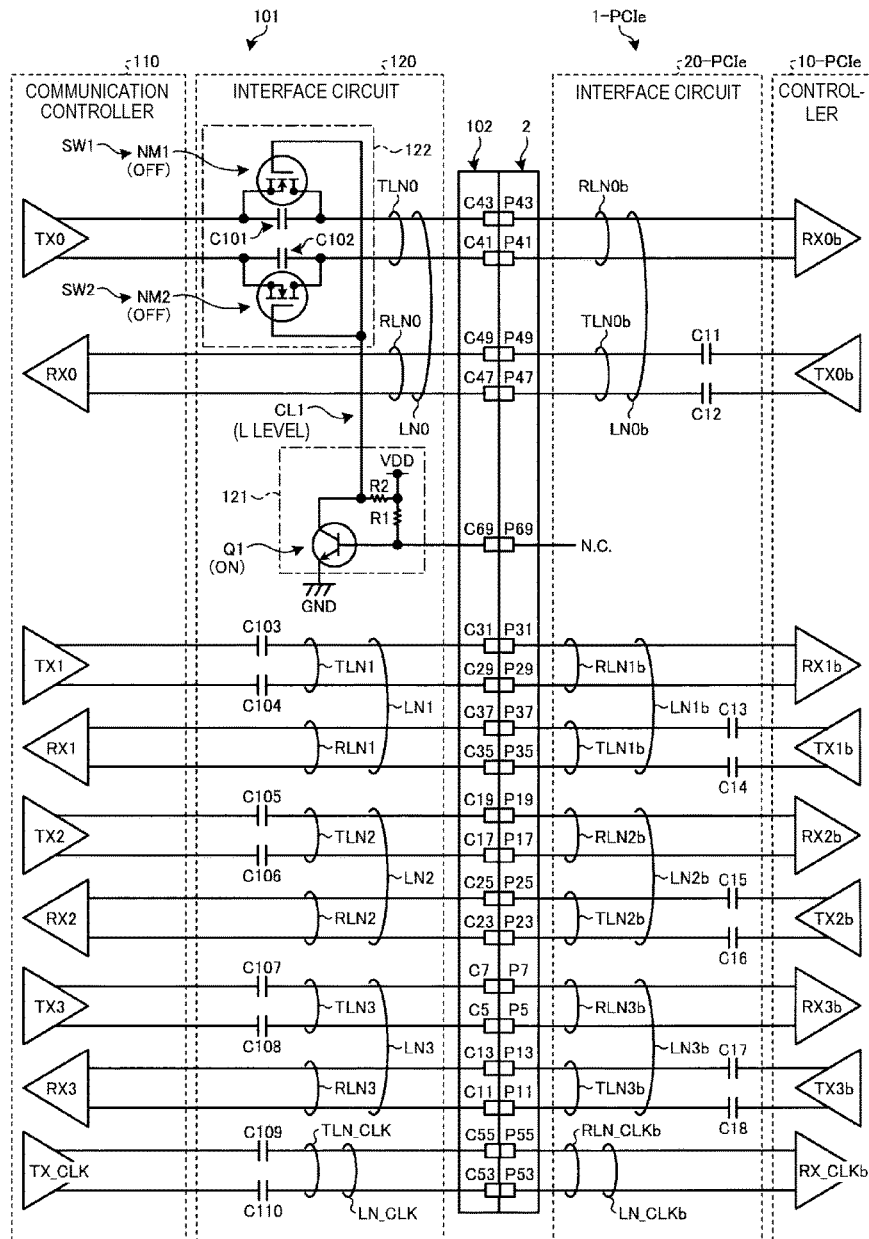 101
1-PCIe
110
120
20-PCIe
10-PCIe
COMMUNICATION
CONTROLLER
INTERFACE CIRCUIT
INTERFACE CIRCUIT
CONTROL-
LER
SW1
NM1
(OFF)
122
102
2
TLN0
RLN0b
C43
P43
TX0
C101
C102
C41
P41
RX0b
SW2
NM2
(OFF)
RLN0
TLN0b
C49
P49
C11
RX0
C47
P47
TX0b
C12
CL1
(L LEVEL)
LN0
LN0b
VDD
R2
121
R1
C69
P69
N.C.
Q1
(ON)
GND
C103
C31
P31
TX1
TLN1
C29
P29
RLN1b
RX1b
C104
LN1
C37
P37
LN1b
C13
RX1
RLN1
C35
P35
TLN1b
TX1b
C14
C105
C19
P19
TX2
TLN2
C17
P17
RLN2b
RX2b
C106
LN2
C25
P25
LN2b
C15
RX2
RLN2
C23
P23
TLN2b
TX2b
C16
C107
C7
P7
TX3
TLN3
C5
P5
RLN3b
RX3b
C108
LN3
C13
P13
LN3b
C17
RX3
RLN3
C11
P11
TLN3b
TX3b
C18
C109
TLN_CLK
C55
P55
RLN_CLKb
TX_CLK
C53
P53
RX_CLKb
C110
LN_CLK
LN_CLKb